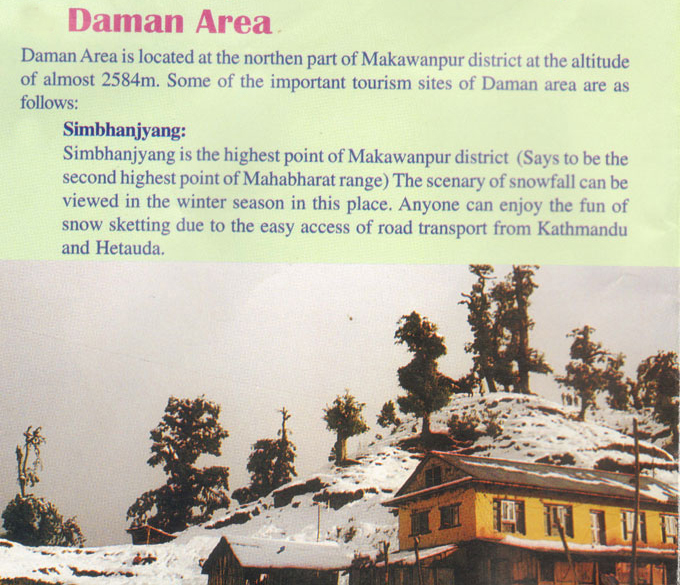 Daman Area
Daman Area is located at the northen part of Makawanpur district at the altitude
of almost 2584m. Some of the important tourism sites of Daman area are as
follows:
Simbhanjyang:
Simbhanjyang is the highest point of Makawanpur district (Says to be the
second highest point of Mahabharat range) The scenary of snowfall can be
viewed in the winter season in this place. Anyone can enjoy the fun of
snow sketting due to the easy access of road transport from Kathmandu
and Hetauda.